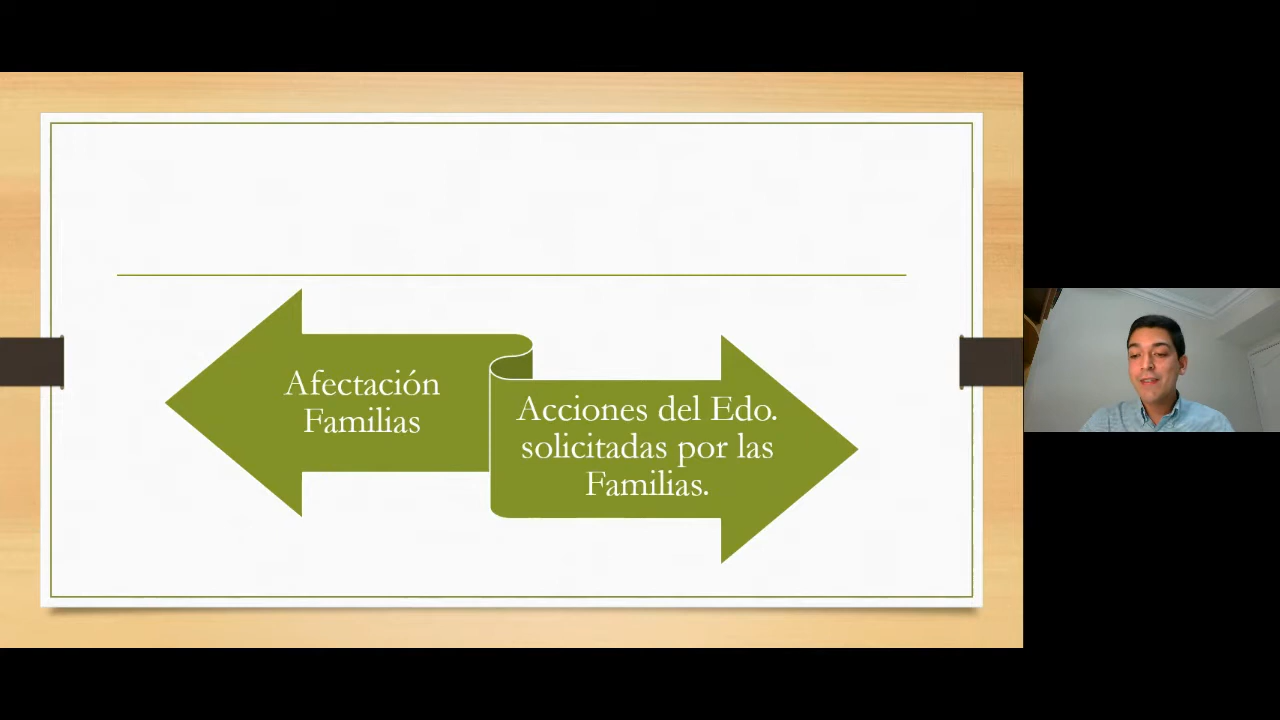 Afectación
Familias
Acciones del Edo.
solicitadas por las
Familias.